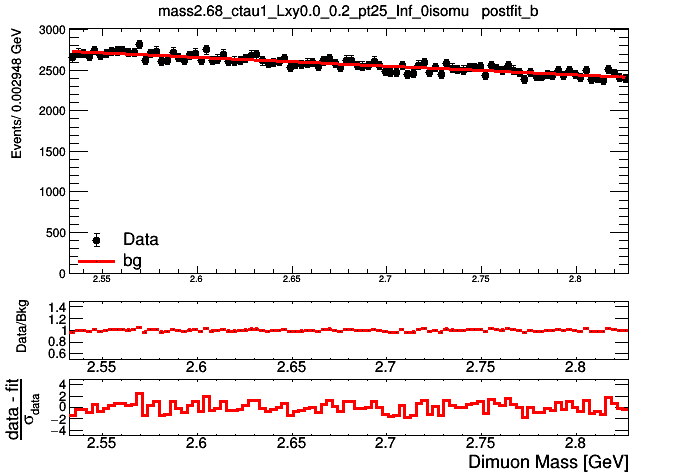 mass2.68_ctau1_Lxy0.0_0.2_pt25_Inf_0isomu postfit_b
Events/ 0.002948 GeV
3000
2500
2000
1500
1000
500
0
Data
bg
2.55 2.6 2.65 2.7 2.75 2.8
Data/Bkg
1.4
1.2
1
0.8
0.6
2.55 2.6 2.65 2.7 2.75 2.8
data - fit
σdata
4
2
0
−2
−4
2.55 2.6 2.65 2.7 2.75 2.8
Dimuon Mass [GeV]